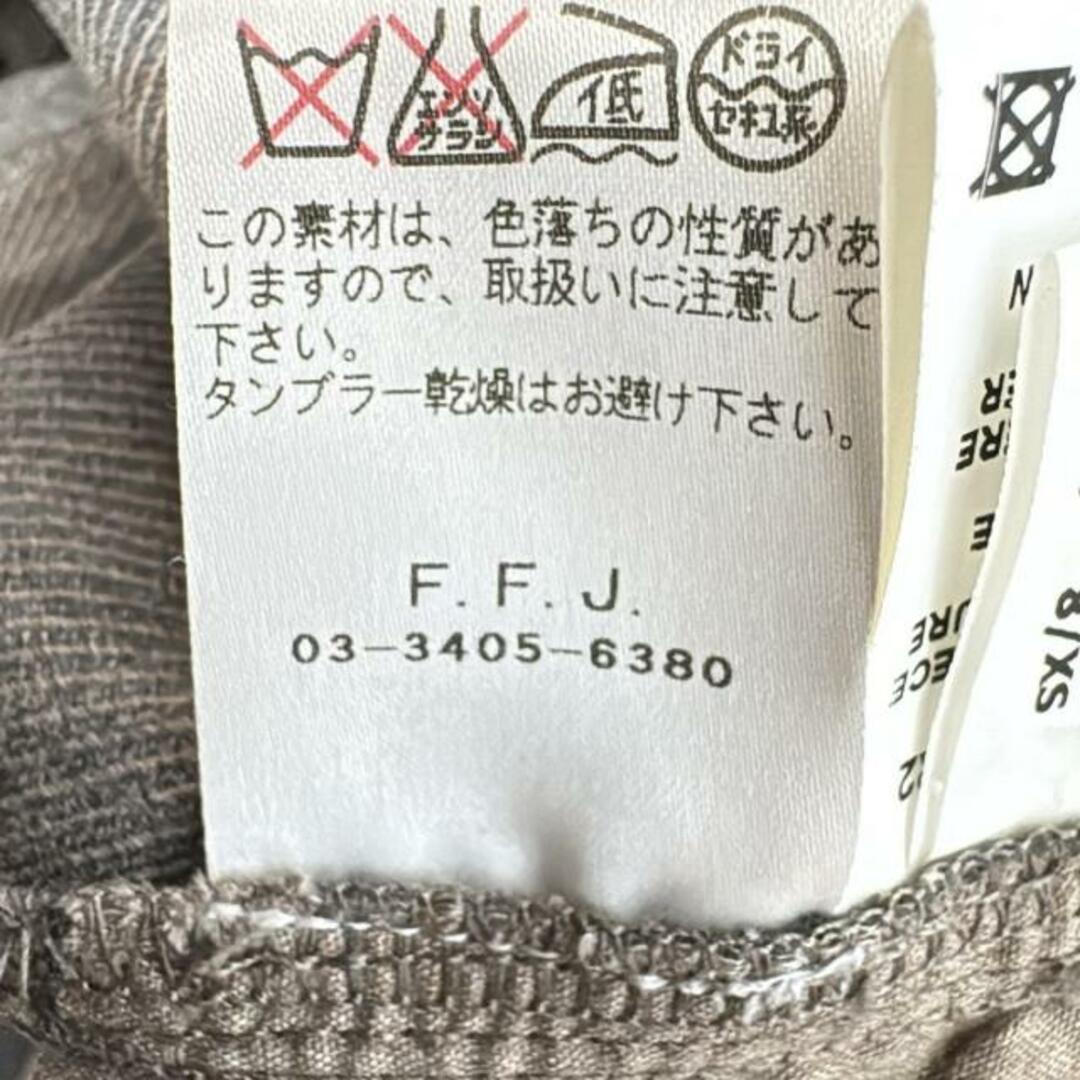 エンソ
サラシ
低
ドライ
セキユ系
この素材は、色落ちの性質があ
りますので、取扱いに注意して
下さい。
タンブラー乾燥はお避け下さい。
F. F. J.
03-3405-6380
8/XS